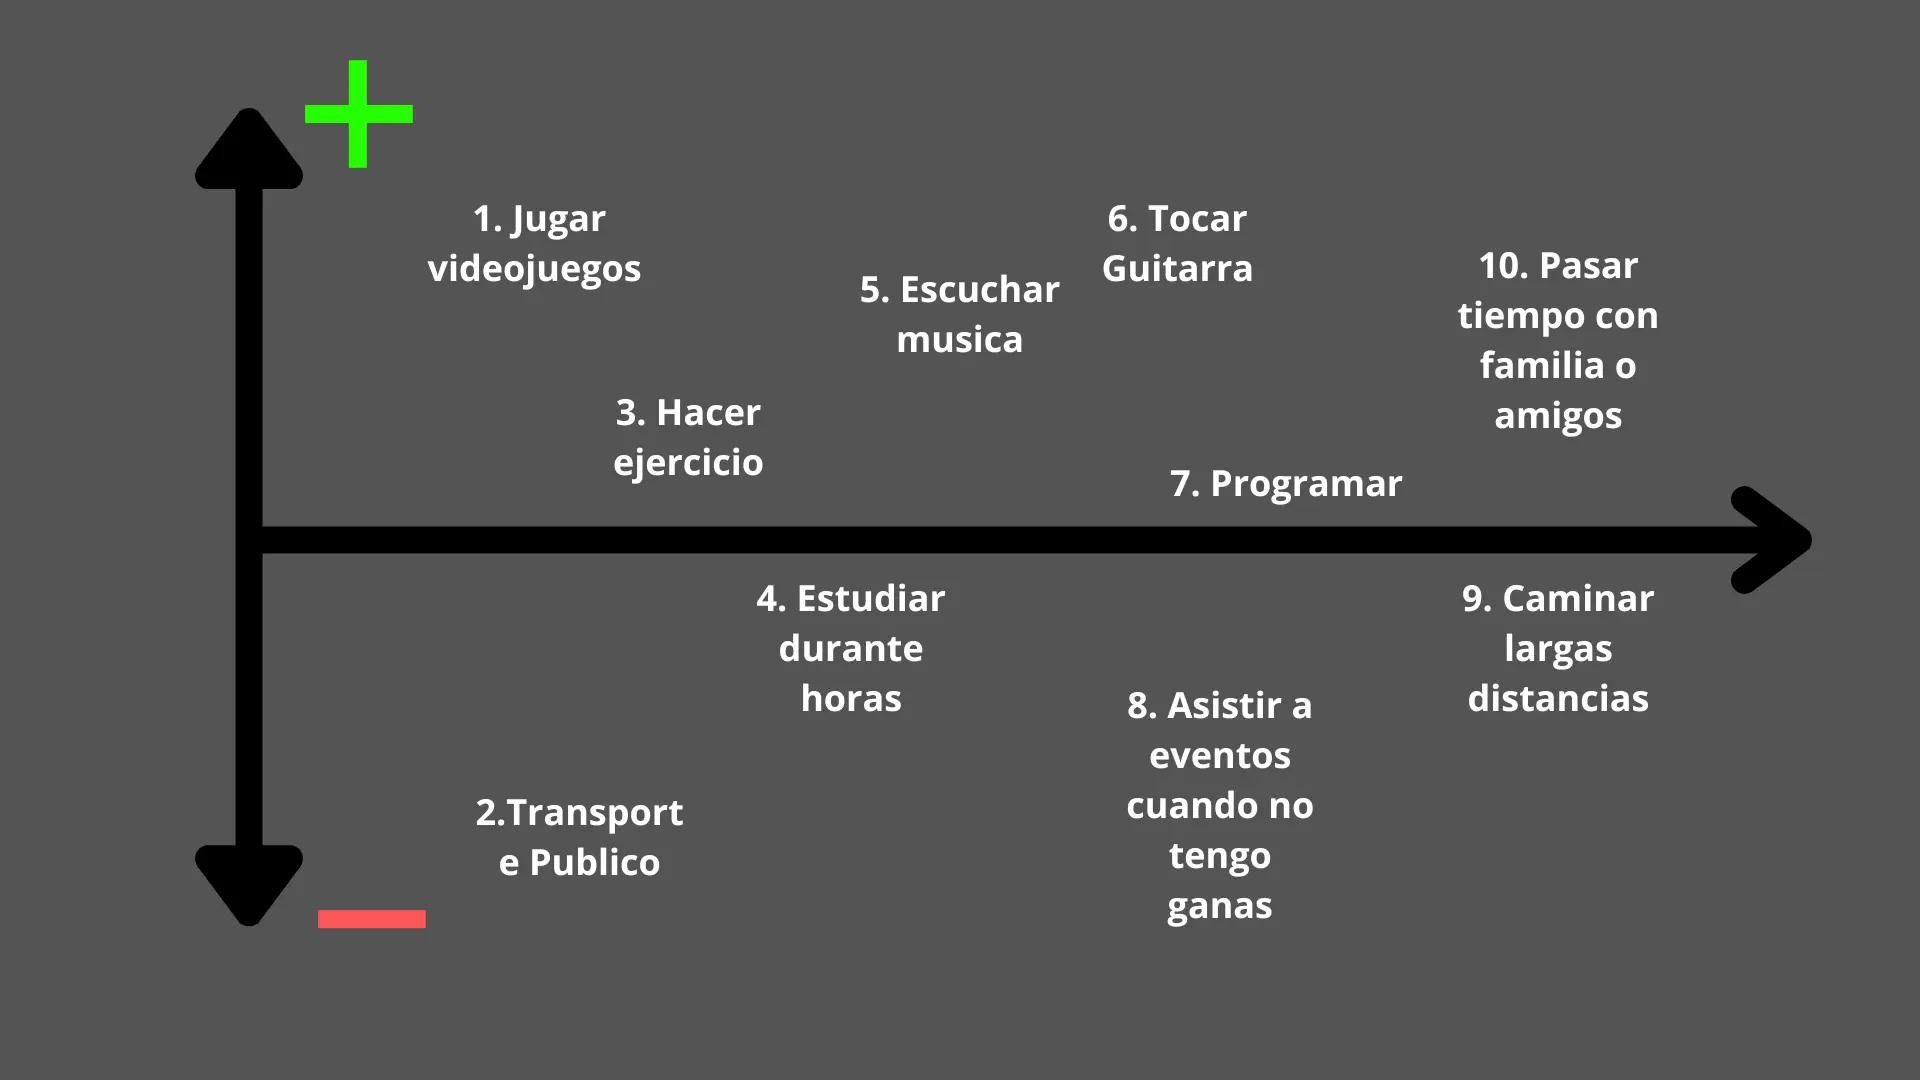 1. Jugar
videojuegos
6. Tocar
Guitarra
5. Escuchar
musica
10. Pasar
tiempo con
familia o
amigos
3. Hacer
ejercicio
7. Programar
4. Estudiar
durante
horas
9. Caminar
largas
distancias
8. Asistir a
eventos
cuando no
tengo
ganas
2.Transport
e Publico